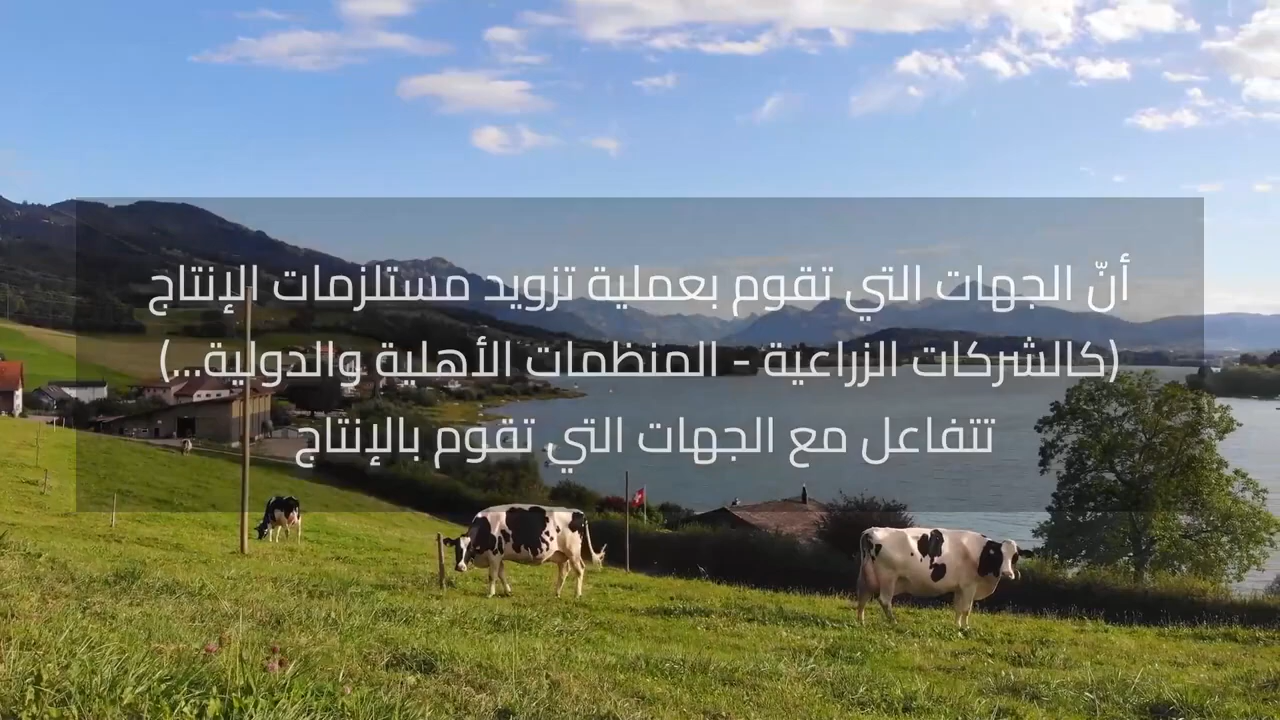 أنّ الجهات التي تقوم بعملية تزويد مستلزمات الإنتاج
(كالشركات الزراعية - المنظمات الأهلية والدولية...)
تتفاعل مع الجهات التي تقوم بالإنتاج